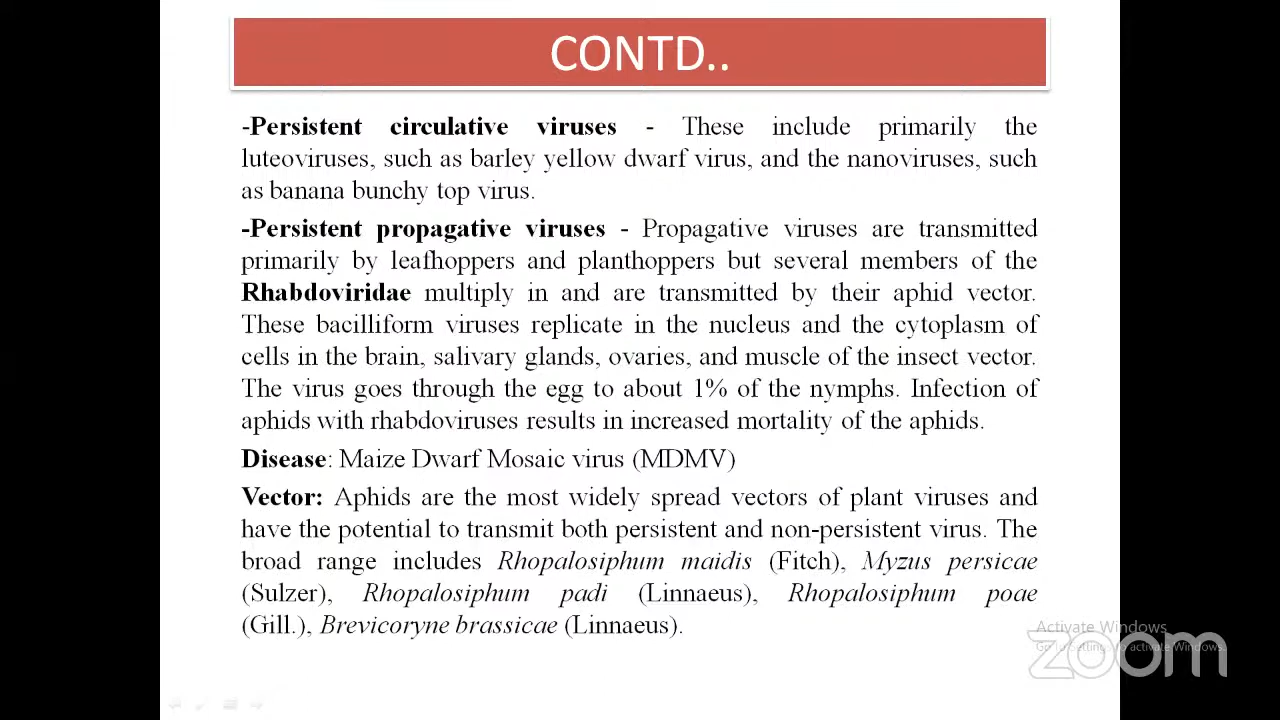 CONTD..
-Persistent circulative viruses - These include primarily the
luteoviruses, such as barley yellow dwarf virus, and the nanoviruses, such
as banana bunchy top virus.
-Persistent propagative viruses - Propagative viruses are transmitted
primarily by leafhoppers and planthoppers but several members of the
Rhabdoviridae multiply in and are transmitted by their aphid vector.
These bacilliform viruses replicate in the nucleus and the cytoplasm of
cells in the brain, salivary glands, ovaries, and muscle of the insect vector.
The virus goes through the egg to about 1% of the nymphs. Infection of
aphids with rhabdoviruses results in increased mortality of the aphids.
Disease: Maize Dwarf Mosaic virus (MDMV)
Vector: Aphids are the most widely spread vectors of plant viruses and
have the potential to transmit both persistent and non-persistent virus. The
broad range includes Rhopalosiphum maidis (Fitch), Myzus persicae
(Sulzer), Rhopalosiphum padi (Linnaeus), Rhopalosiphum poae
(Gill.), Brevicoryne brassicae (Linnaeus).
Activate Windows
Go to Settings to activate Windows.
zoom